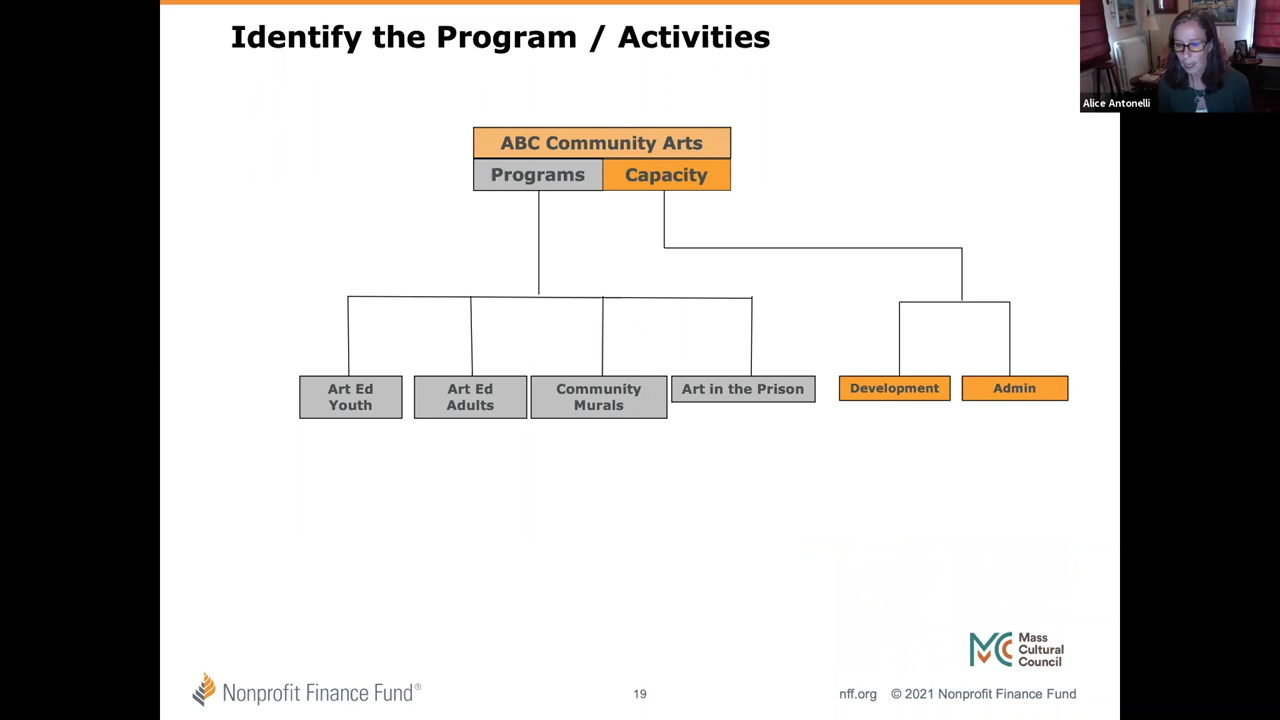 Identify the Program / Activities
Alice Antonelli
ABC Community Arts
Programs
Capacity
Art Ed
Youth
Art Ed
Adults
Community
Murals
Art in the Prison
Development
Admin
Mass
Cultural
Council
Nonprofit Finance Fund®
19
nff.org © 2021 Nonprofit Finance Fund